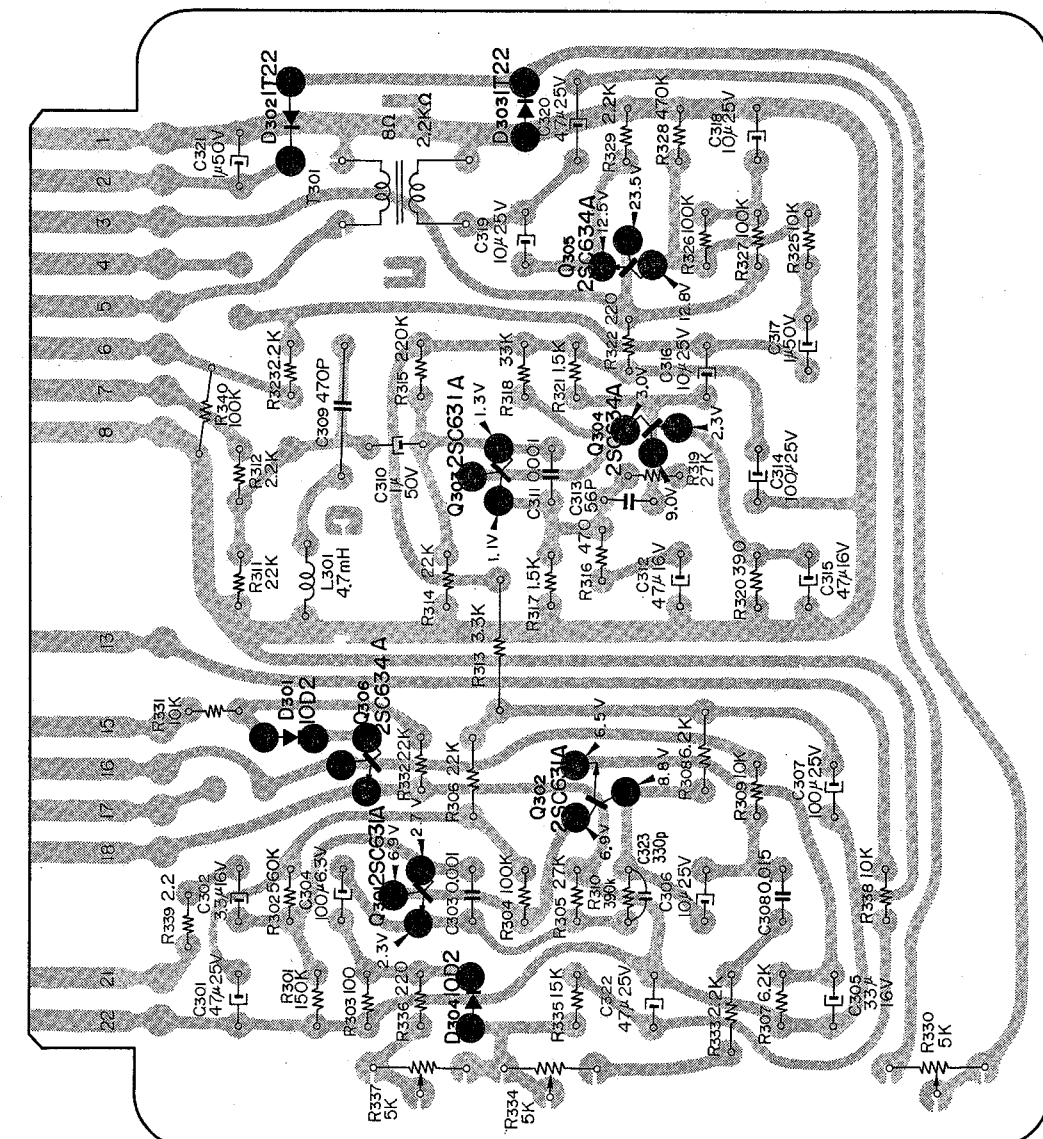 1
2
3
4
5
6
7
8
13
15
16
17
18
21
22
C321
1μ50V
D302 1T22
T301
8Ω
2.2KΩ
D303 1T22
C320
47μ25V
R329 2.2K
R328 470K
C318
10μ25V
C319
10μ25V
Q305
2SC634A
12.5V
23.5V
12.8V
R326 100K
R327 100K
R325 10K
R323 2.2K
R340
100K
C309 470P
R315 220K
R318 33K
R321 1.5K
R322 220
C316
10μ25V
C317
1μ50V
R312
2.2K
C310
1μ
50V
Q303 2SC631A
1.3V
1.1V
C311 0.001
Q304
2SC634A
3.0V
2.3V
9.0V
C313
56P
R319
27K
C314
100μ25V
C
R311
22K
L301
4.7mH
R314 22K
R317 1.5K
R316 470
C312
47μ16V
R320 390
C315
47μ16V
R313 3.3K
R331
10K
D301
10D2
Q306
2SC634A
R332 22K
R306 22K
Q302
2SC631A
6.5V
8.8V
6.9V
R308 6.2K
R309 10K
C307
100μ25V
R339 2.2
C302
3.3μ16V
R302 560K
C304
100μ6.3V
Q301 2SC631A
6.9V
2.7V
2.3V
C303 0.001
R304 100K
R305 2.7K
R310
390k
C323
330p
C306
10μ25V
C308 0.015
R338 10K
C301
47μ25V
R301
150K
R303 100
R336 220
D304 10D2
R335 15K
C322
47μ25V
R333 2.2K
R307 6.2K
C305
33μ
16V
R337
5K
R334
5K
R330
5K